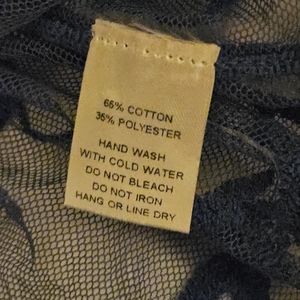 65% COTTON
35% POLYESTER
HAND WASH
WITH COLD WATER
DO NOT BLEACH
DO NOT IRON
HANG OR LINE DRY